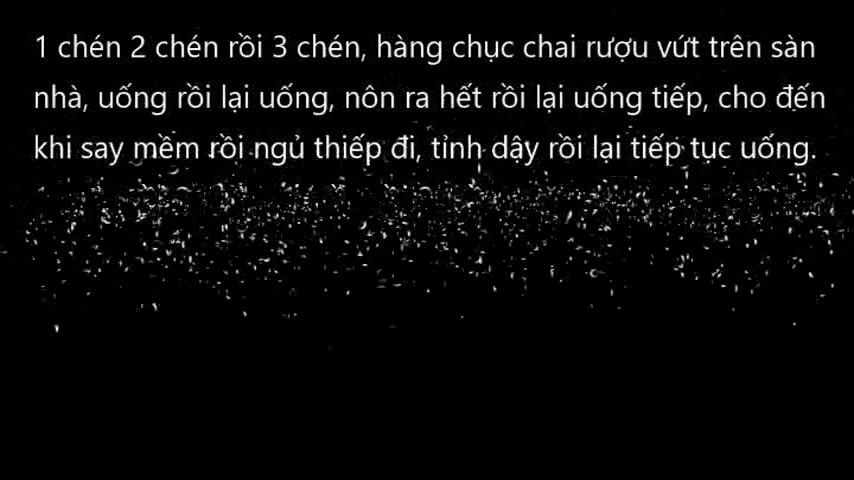 1 chén 2 chén rồi 3 chén, hàng chục chai rượu vứt trên sàn
nhà, uống rồi lại uống, nôn ra hết rồi lại uống tiếp, cho đến
khi say mềm rồi ngủ thiếp đi, tỉnh dậy rồi lại tiếp tục uống.